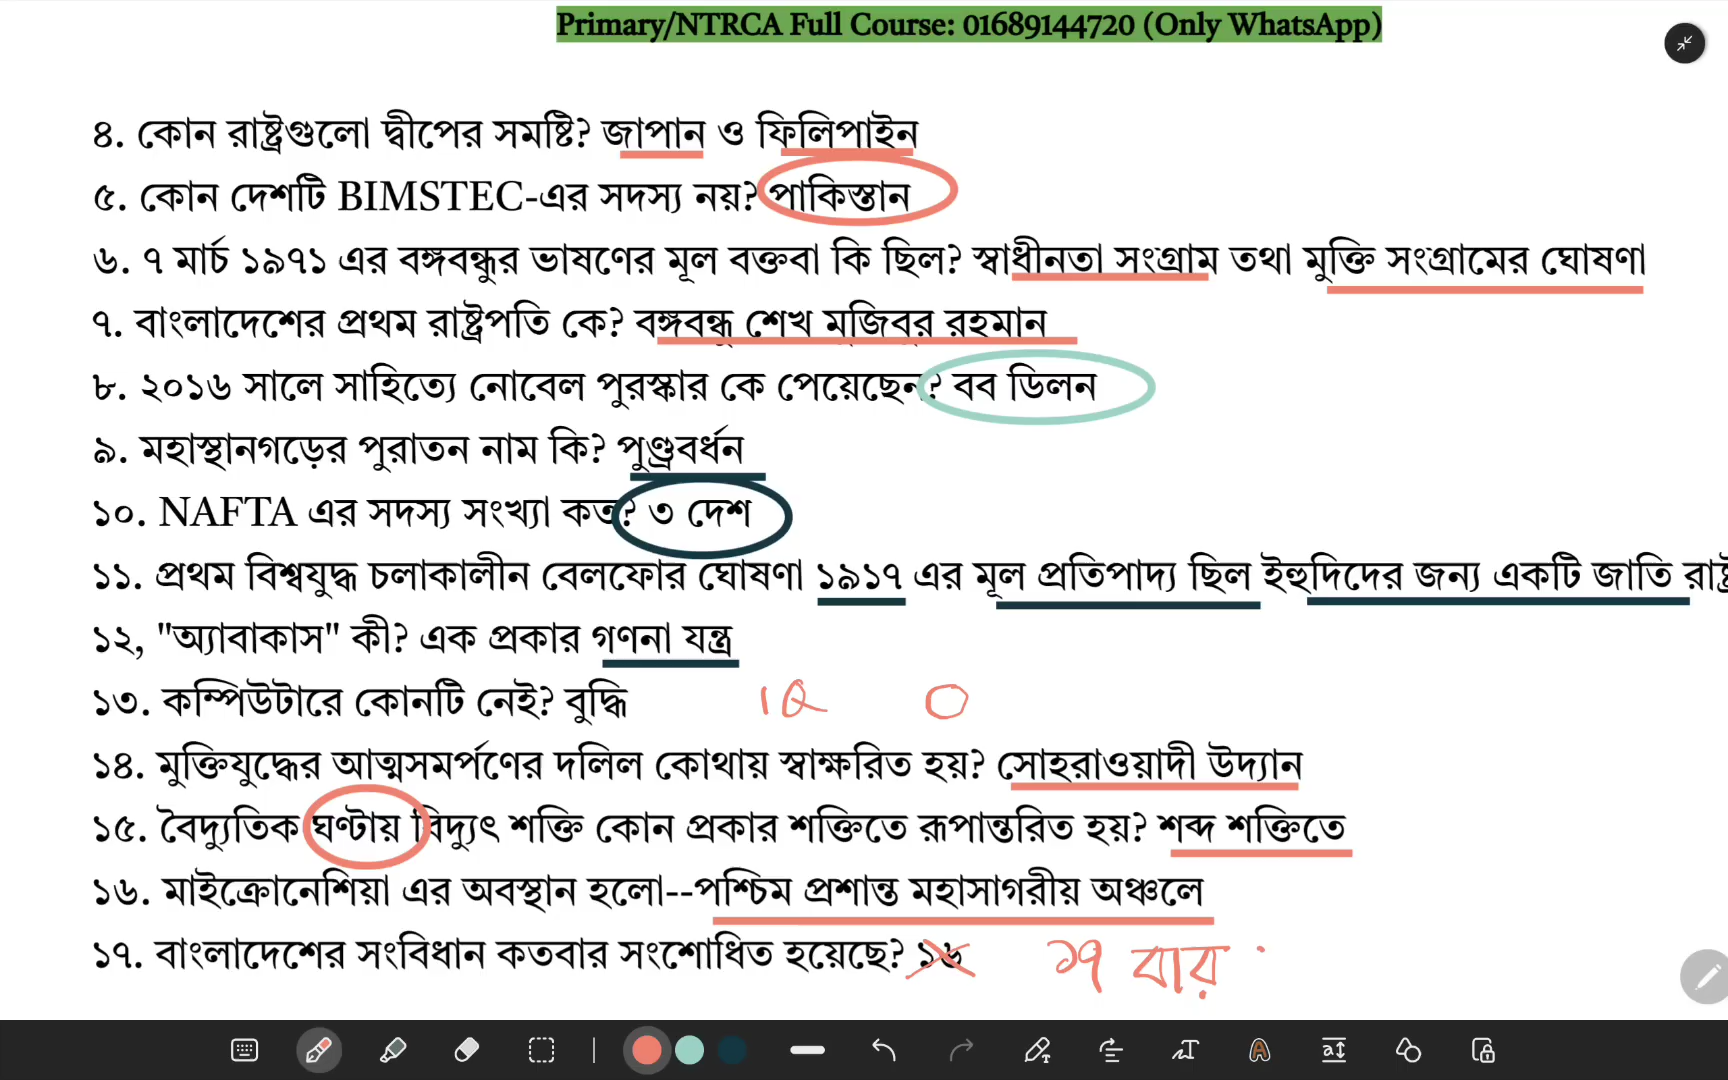 Primary/NTRCA Full Course: 01689144720 (Only WhatsApp)
৪. কোন রাষ্ট্রগুলো দ্বীপের সমষ্টি? জাপান ও ফিলিপাইন
৫. কোন দেশটি BIMSTEC-এর সদস্য নয়? পাকিস্তান
৬. ৭ মার্চ ১৯৭১ এর বঙ্গবন্ধুর ভাষণের মূল বক্তবা কি ছিল? স্বাধীনতা সংগ্রাম তথা মুক্তি সংগ্রামের ঘোষণা
৭. বাংলাদেশের প্রথম রাষ্ট্রপতি কে? বঙ্গবন্ধু শেখ মুজিবুর রহমান
৮. ২০১৬ সালে সাহিত্যে নোবেল পুরস্কার কে পেয়েছেন? বব ডিলন
৯. মহাস্থানগড়ের পুরাতন নাম কি? পুণ্ড্রবর্ধন
১০. NAFTA এর সদস্য সংখ্যা কত? ৩ দেশ
১১. প্রথম বিশ্বযুদ্ধ চলাকালীন বেলফোর ঘোষণা ১৯১৭ এর মূল প্রতিপাদ্য ছিল ইহুদিদের জন্য একটি জাতি রাষ্ট্র
১২, "অ্যাবাকাস" কী? এক প্রকার গণনা যন্ত্র
১৩. কম্পিউটারে কোনটি নেই? বুদ্ধি IQ 0
১৪. মুক্তিযুদ্ধের আত্মসমর্পণের দলিল কোথায় স্বাক্ষরিত হয়? সোহরাওয়াদী উদ্যান
১৫. বৈদ্যুতিক ঘণ্টায় বিদ্যুৎ শক্তি কোন প্রকার শক্তিতে রূপান্তরিত হয়? শব্দ শক্তিতে
১৬. মাইক্রোনেশিয়া এর অবস্থান হলো--পশ্চিম প্রশান্ত মহাসাগরীয় অঞ্চলে
১৭. বাংলাদেশের সংবিধান কতবার সংশোধিত হয়েছে? ১৬ ১৭ বার